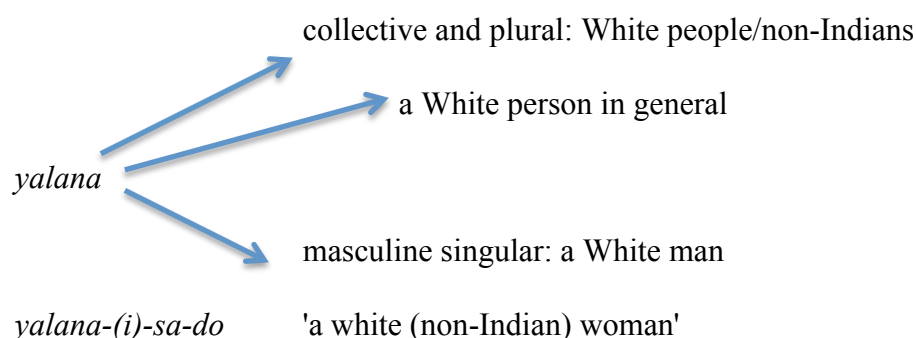 collective and plural: White people/non-Indians
a White person in general
yalana
masculine singular: a White man
yalana-(i)-sa-do 'a white (non-Indian) woman'